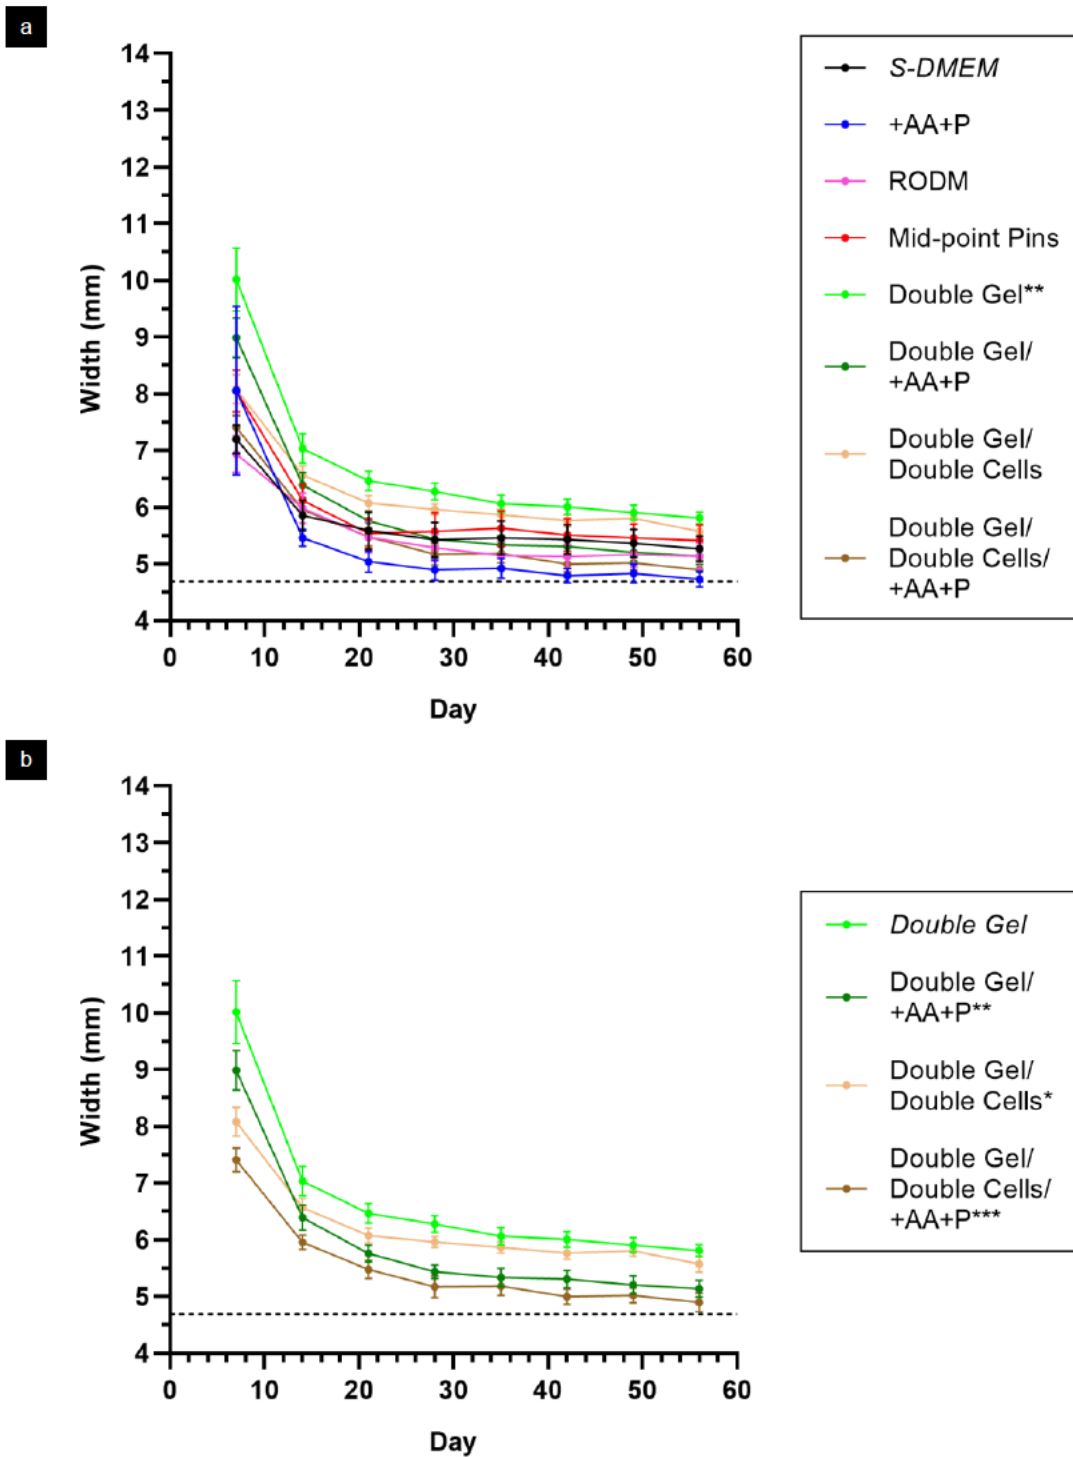 a
14
13
12
11
10
9
8
7
6
5
4
Width (mm)
0
10
20
30
40
50
60
Day
S-DMEM
+AA+P
RODM
Mid-point Pins
Double Gel**
Double Gel/
+AA+P
Double Gel/
Double Cells
Double Gel/
Double Cells/
+AA+P
b
14
13
12
11
10
9
8
7
6
5
4
Width (mm)
0
10
20
30
40
50
60
Day
Double Gel
Double Gel/
+AA+P**
Double Gel/
Double Cells*
Double Gel/
Double Cells/
+AA+P***